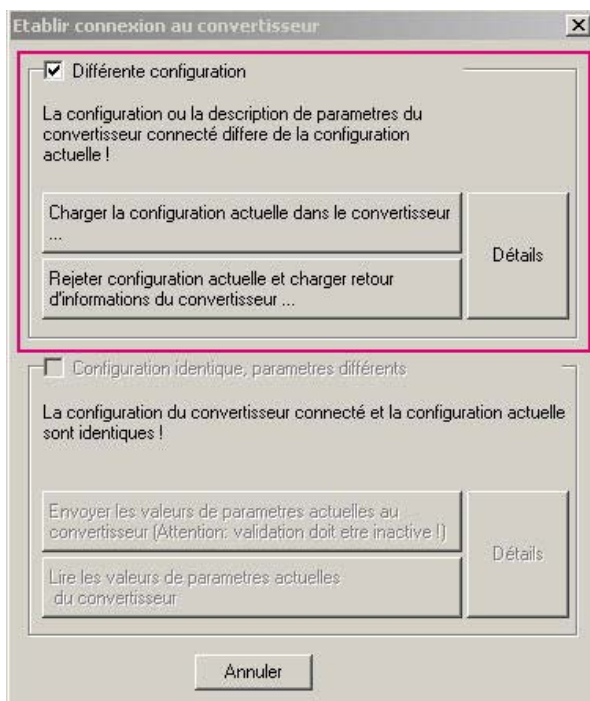 Etablir connexion au convertisseur
Différente configuration
La configuration ou la description de parametres du
convertisseur connecté differe de la configuration
actuelle !
Charger la configuration actuelle dans le convertisseur
...
Rejeter configuration actuelle et charger retour
d'informations du convertisseur ...
Détails
Configuration identique, parametres différents
La configuration du convertisseur connecté et la configuration actuelle
sont identiques !
Envoyer les valeurs de parametres actuelles au
convertisseur (Attention: validation doit etre inactive !)
Lire les valeurs de parametres actuelles
du convertisseur
Détails
Annuler